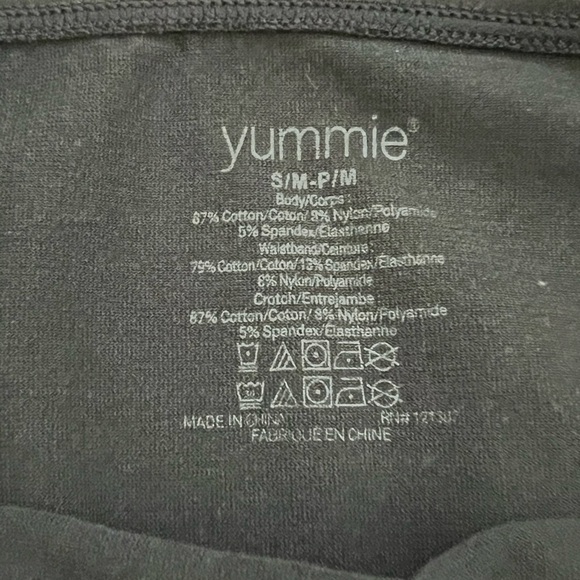 yummie®
S/M-P/M
Body/Corps:
87% Cotton/Coton/ 8% Nylon/Polyamide
5% Spandex/Elasthanne
Waistband/Ceinture:
79% Cotton/Coton/ 13% Spandex/Elasthanne
8% Nylon/Polyamide
Crotch/Entrejambe
87% Cotton/Coton/ 8% Nylon/Polyamide
5% Spandex/Elasthanne
MADE IN CHINA RN#
FABRIQUÉ EN CHINE